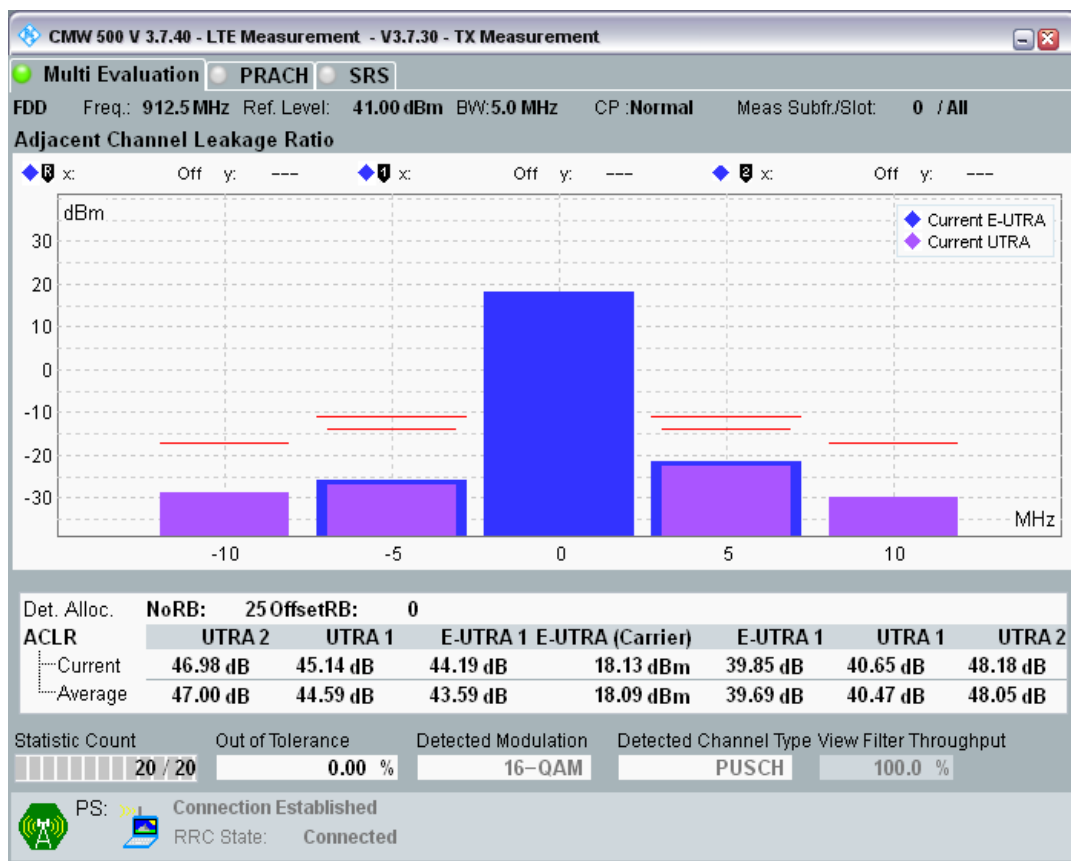 CMW 500 V 3.7.40 - LTE Measurement - V3.7.30 - TX Measurement
Multi Evaluation PRACH SRS
FDD Freq.: 912.5 MHz Ref. Level: 41.00 dBm BW:5.0 MHz CP :Normal Meas Subfr./Slot: 0 / All
Adjacent Channel Leakage Ratio
R x: Off y: --- 1 x: Off y: --- 2 x: Off y: ---
dBm
Current E-UTRA
Current UTRA
30
20
10
0
-10
-20
-30
MHz
-10 -5 0 5 10
Det. Alloc. NoRB: 25 OffsetRB: 0
ACLR UTRA 2 UTRA 1 E-UTRA 1 E-UTRA (Carrier) E-UTRA 1 UTRA 1 UTRA 2
Current 46.98 dB 45.14 dB 44.19 dB 18.13 dBm 39.85 dB 40.65 dB 48.18 dB
Average 47.00 dB 44.59 dB 43.59 dB 18.09 dBm 39.69 dB 40.47 dB 48.05 dB
Statistic Count Out of Tolerance Detected Modulation Detected Channel Type View Filter Throughput
20 / 20 0.00 % 16-QAM PUSCH 100.0 %
PS: Connection Established
RRC State: Connected